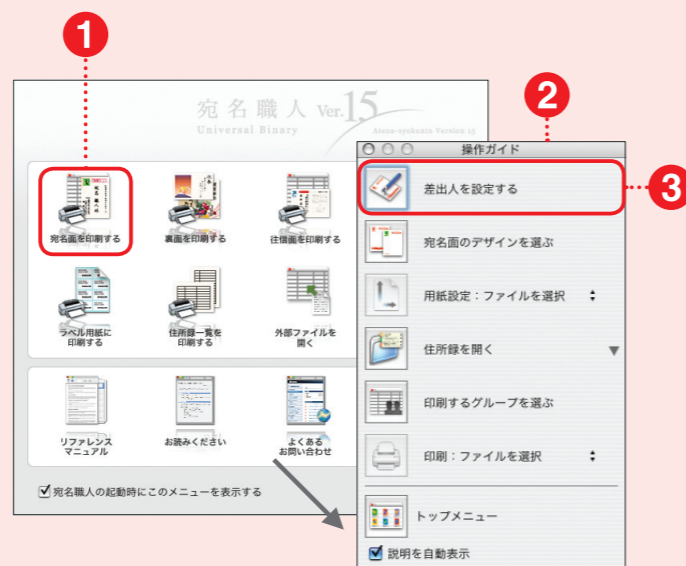 1
宛名職人 Ver.15
Universal Binary
Atena-syokunin Version 15
宛名面を印刷する
裏面を印刷する
往信面を印刷する
ラベル用紙に
印刷する
住所録一覧を
印刷する
外部ファイルを
開く
リファレンス
マニュアル
お読みください
よくある
お問い合わせ
宛名職人の起動時にこのメニューを表示する
2
操作ガイド
3
差出人を設定する
宛名面のデザインを選ぶ
用紙設定：ファイルを選択
住所録を開く
印刷するグループを選ぶ
印刷：ファイルを選択
トップメニュー
説明を自動表示